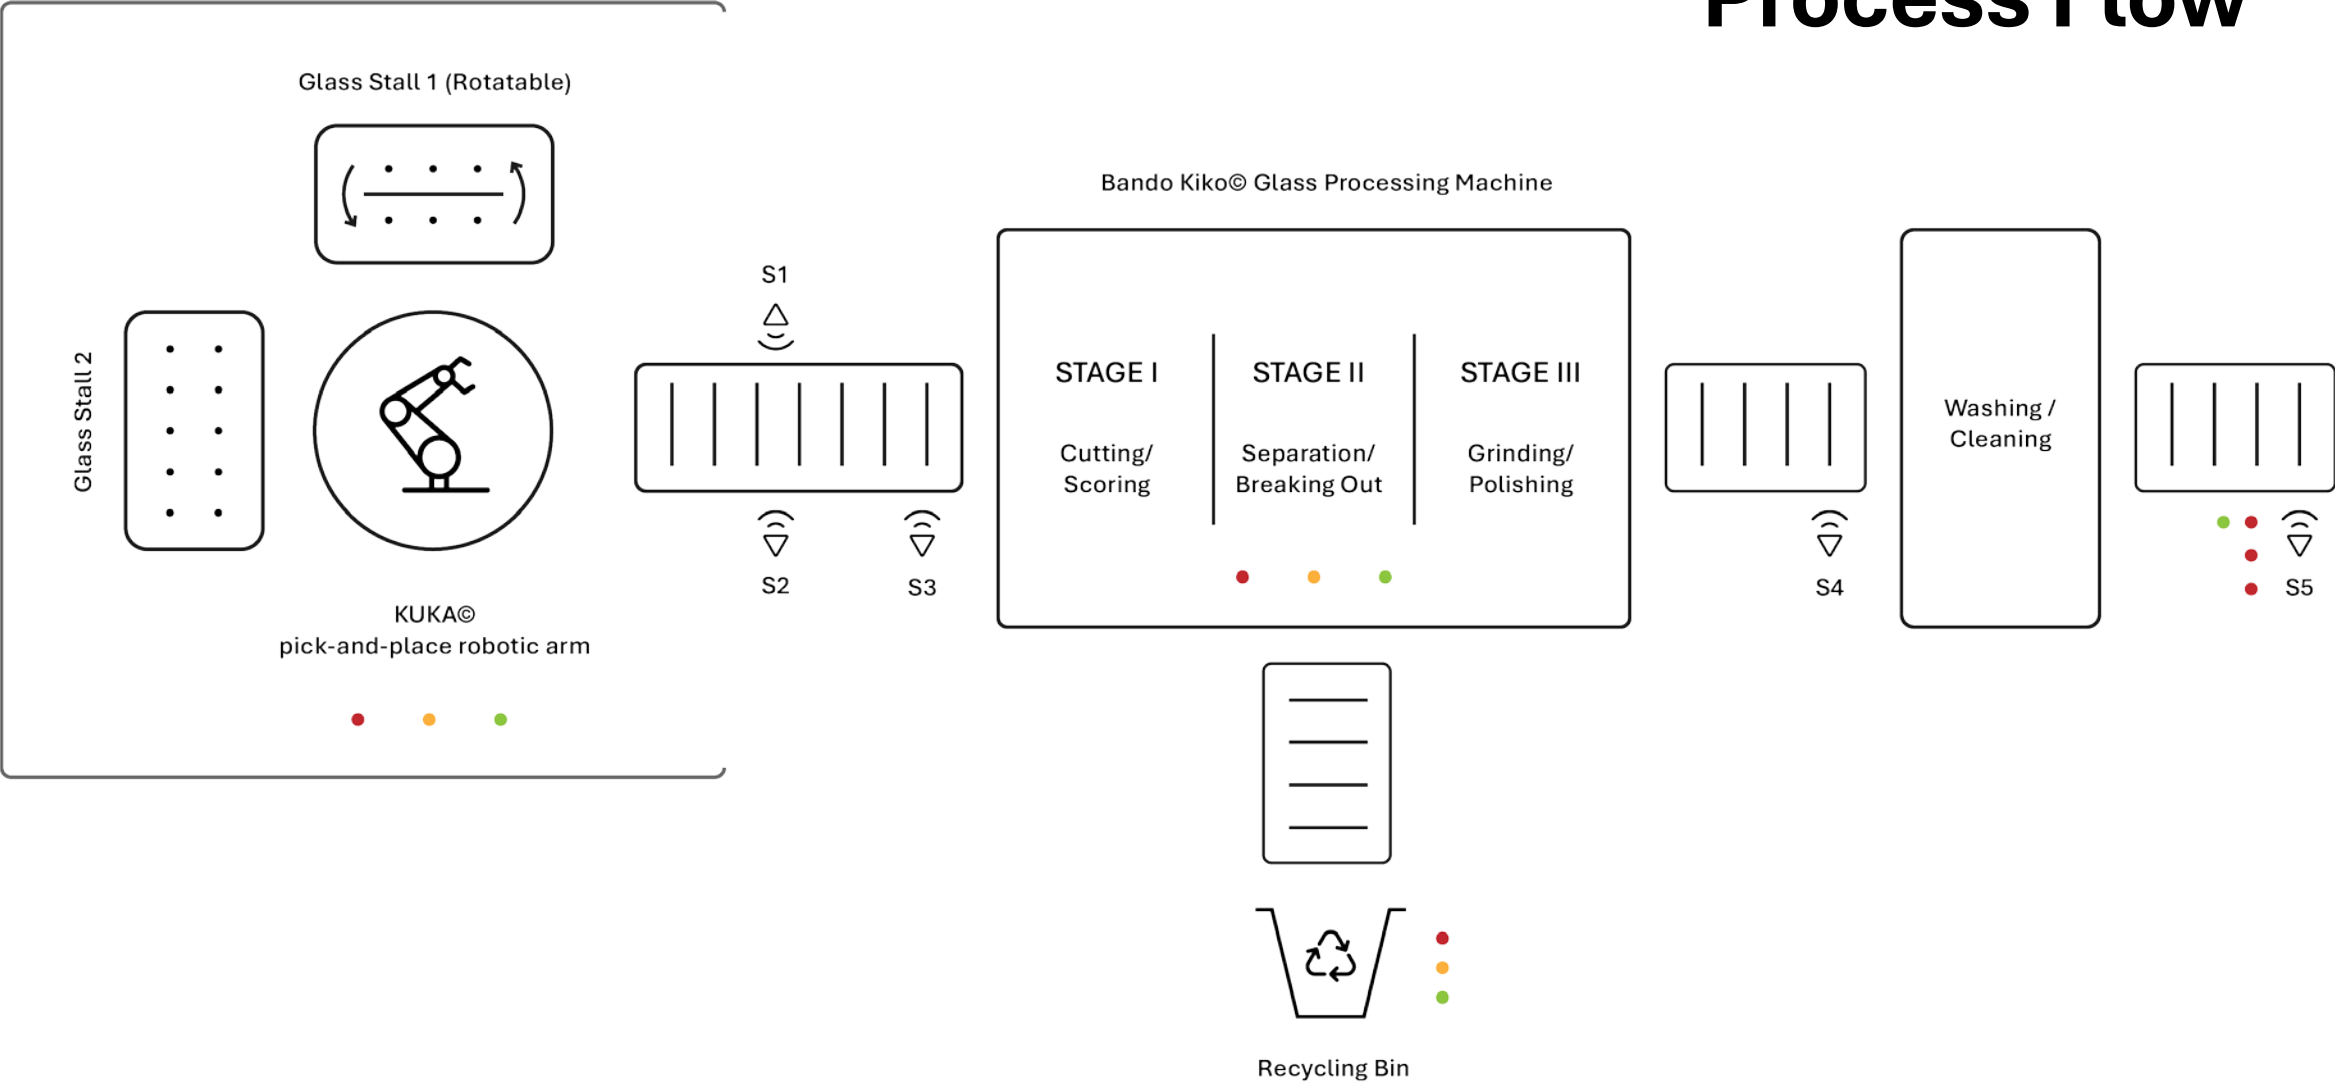 Process Flow
Glass Stall 1 (Rotatable)
Bando Kiko© Glass Processing Machine
S1
Glass Stall 2
STAGE I
STAGE II
STAGE III
Cutting/
Scoring
Separation/
Breaking Out
Grinding/
Polishing
Washing /
Cleaning
S2
S3
S4
S5
KUKA©
pick-and-place robotic arm
Recycling Bin